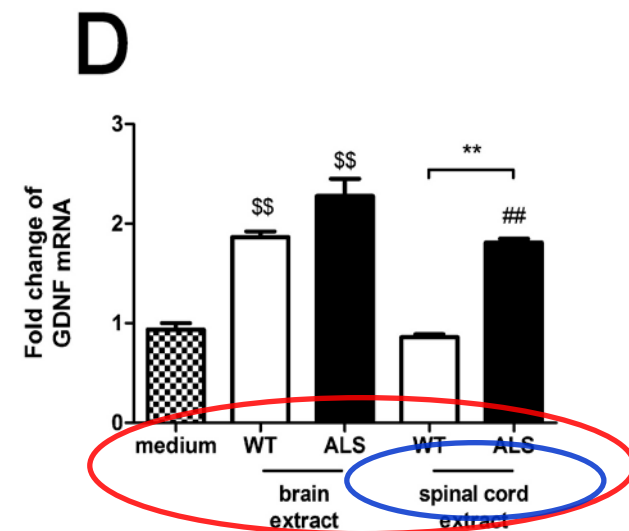 D
3
2
1
0
Fold change of
GDNF mRNA
$$
$$
**
##
medium WT ALS WT ALS
brain extract
spinal cord extract